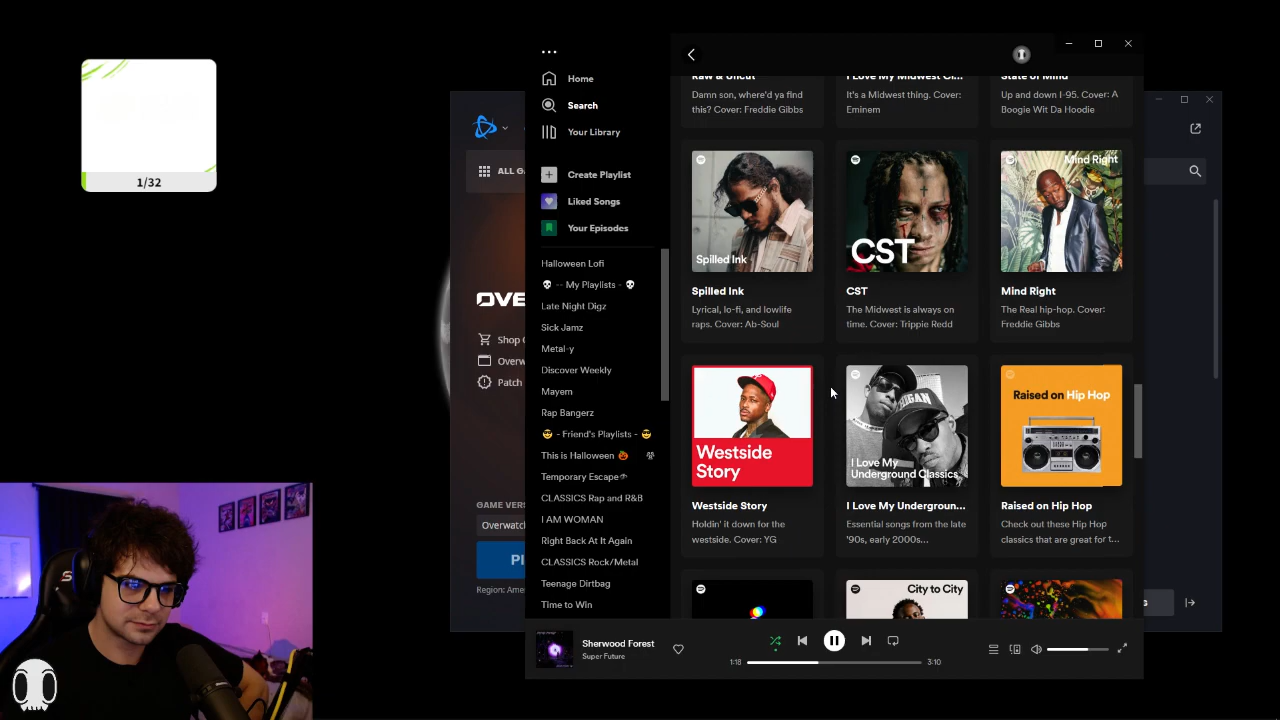 1/32
ALL GA
OVE
Shop
Overw
Patch
GAME VERS
Overwatc
Pl
Region: Ame
Home
Search
Your Library
Create Playlist
Liked Songs
Your Episodes
Halloween Lofi
💀 -- My Playlists - 💀
Late Night Digz
Sick Jamz
Metal-y
Discover Weekly
Mayem
Rap Bangerz
😎 - Friend's Playlists - 😎
This is Halloween 🎃
Temporary Escape👁
CLASSICS Rap and R&B
I AM WOMAN
Right Back At It Again
CLASSICS Rock/Metal
Teenage Dirtbag
Time to Win
Raw & Uncut
Damn son, where'd ya find
this? Cover: Freddie Gibbs
I Love My Midwest Cl...
It's a Midwest thing. Cover:
Eminem
State of Mind
Up and down I-95. Cover: A
Boogie Wit Da Hoodie
Spilled Ink
Spilled Ink
Lyrical, lo-fi, and lowlife
raps. Cover: Ab-Soul
CST
CST
The Midwest is always on
time. Cover: Trippie Redd
Mind Right
Mind Right
The Real hip-hop. Cover:
Freddie Gibbs
Westside
Story
Westside Story
Holdin' it down for the
westside. Cover: YG
I Love My
Underground Classics
I Love My Undergroun...
Essential songs from the late
'90s, early 2000s...
Raised on Hip Hop
Raised on Hip Hop
Check out these Hip Hop
classics that are great for t...
City to City
Sherwood Forest
Super Future
1:18
3:10